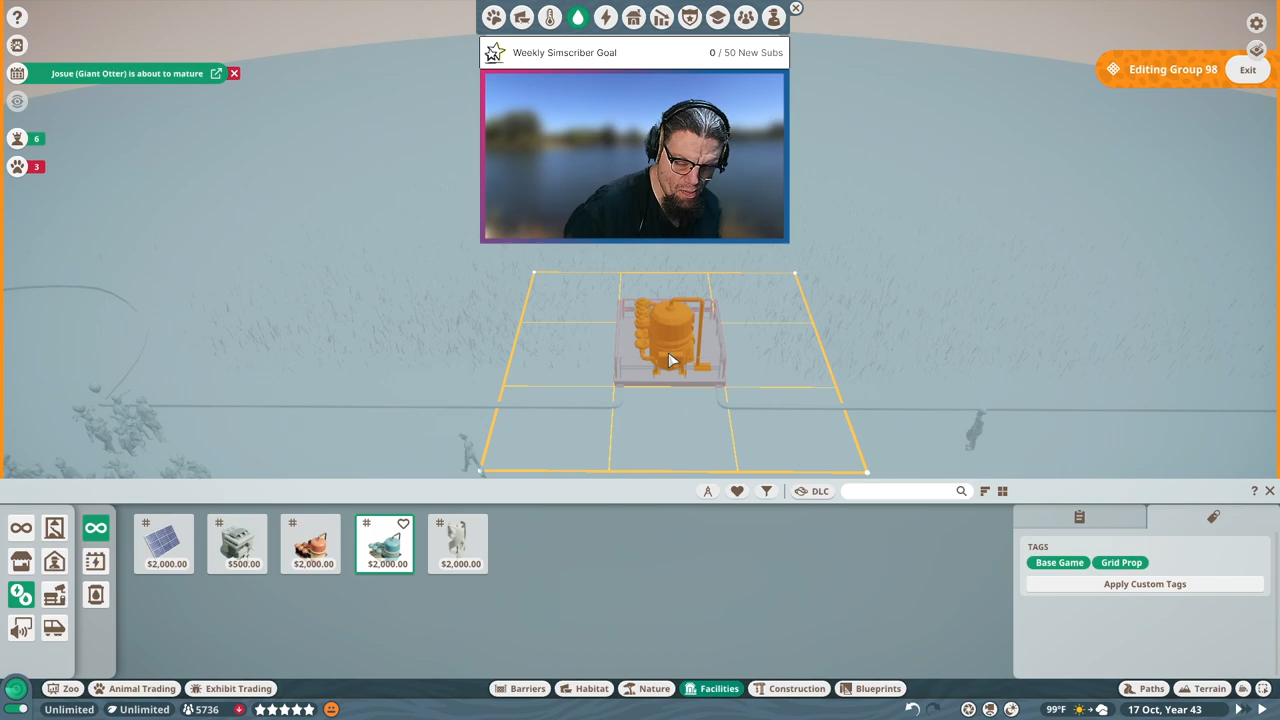 Weekly Simscriber Goal 0 / 50 New Subs
Josue (Giant Otter) is about to mature
Editing Group 98 Exit
6
3
DLC
$2,000.00 $500.00 $2,000.00 $2,000.00 $2,000.00
TAGS
Base Game Grid Prop
Apply Custom Tags
Zoo Animal Trading Exhibit Trading Barriers Habitat Nature Facilities Construction Blueprints Paths Terrain
Unlimited Unlimited 5736 99°F 17 Oct, Year 43